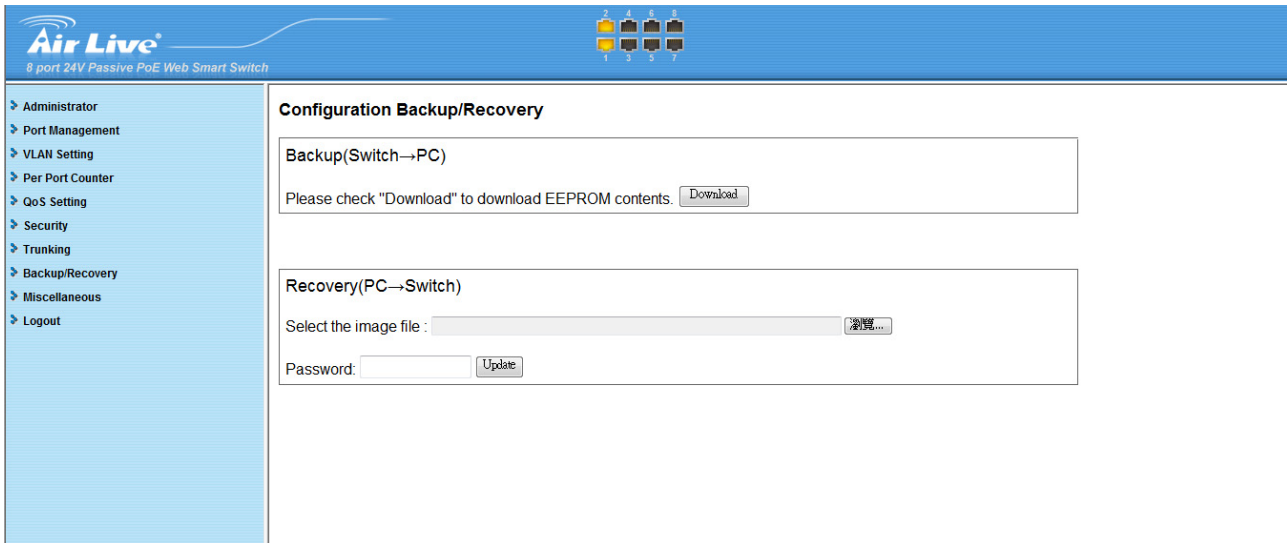 2 4 6 8
Air Live®
8 port 24V Passive PoE Web Smart Switch
1 3 5 7
Administrator
Port Management
VLAN Setting
Per Port Counter
QoS Setting
Security
Trunking
Backup/Recovery
Miscellaneous
Logout
Configuration Backup/Recovery
Backup(Switch→PC)
Please check "Download" to download EEPROM contents. Download
Recovery(PC→Switch)
Select the image file : 瀏覽...
Password: Update